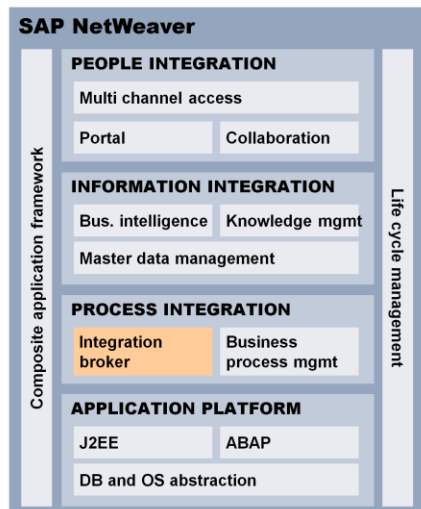 SAP NetWeaver
Composite application framework
PEOPLE INTEGRATION
Multi channel access
Portal
Collaboration
INFORMATION INTEGRATION
Bus. intelligence
Knowledge mgmt
Master data management
PROCESS INTEGRATION
Integration
broker
Business
process mgmt
APPLICATION PLATFORM
J2EE
ABAP
DB and OS abstraction
Life cycle management